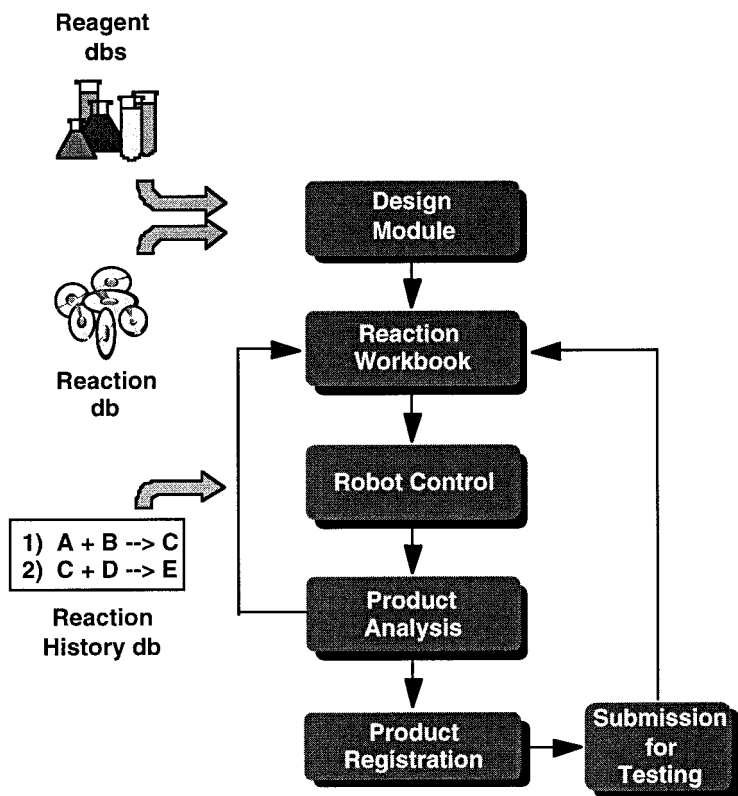 Reagent
dbs
Design
Module
Reaction
Workbook
Reaction
db
Robot Control
1) A + B --> C
2) C + D --> E
Reaction
History db
Product
Analysis
Product
Registration
Submission
for
Testing